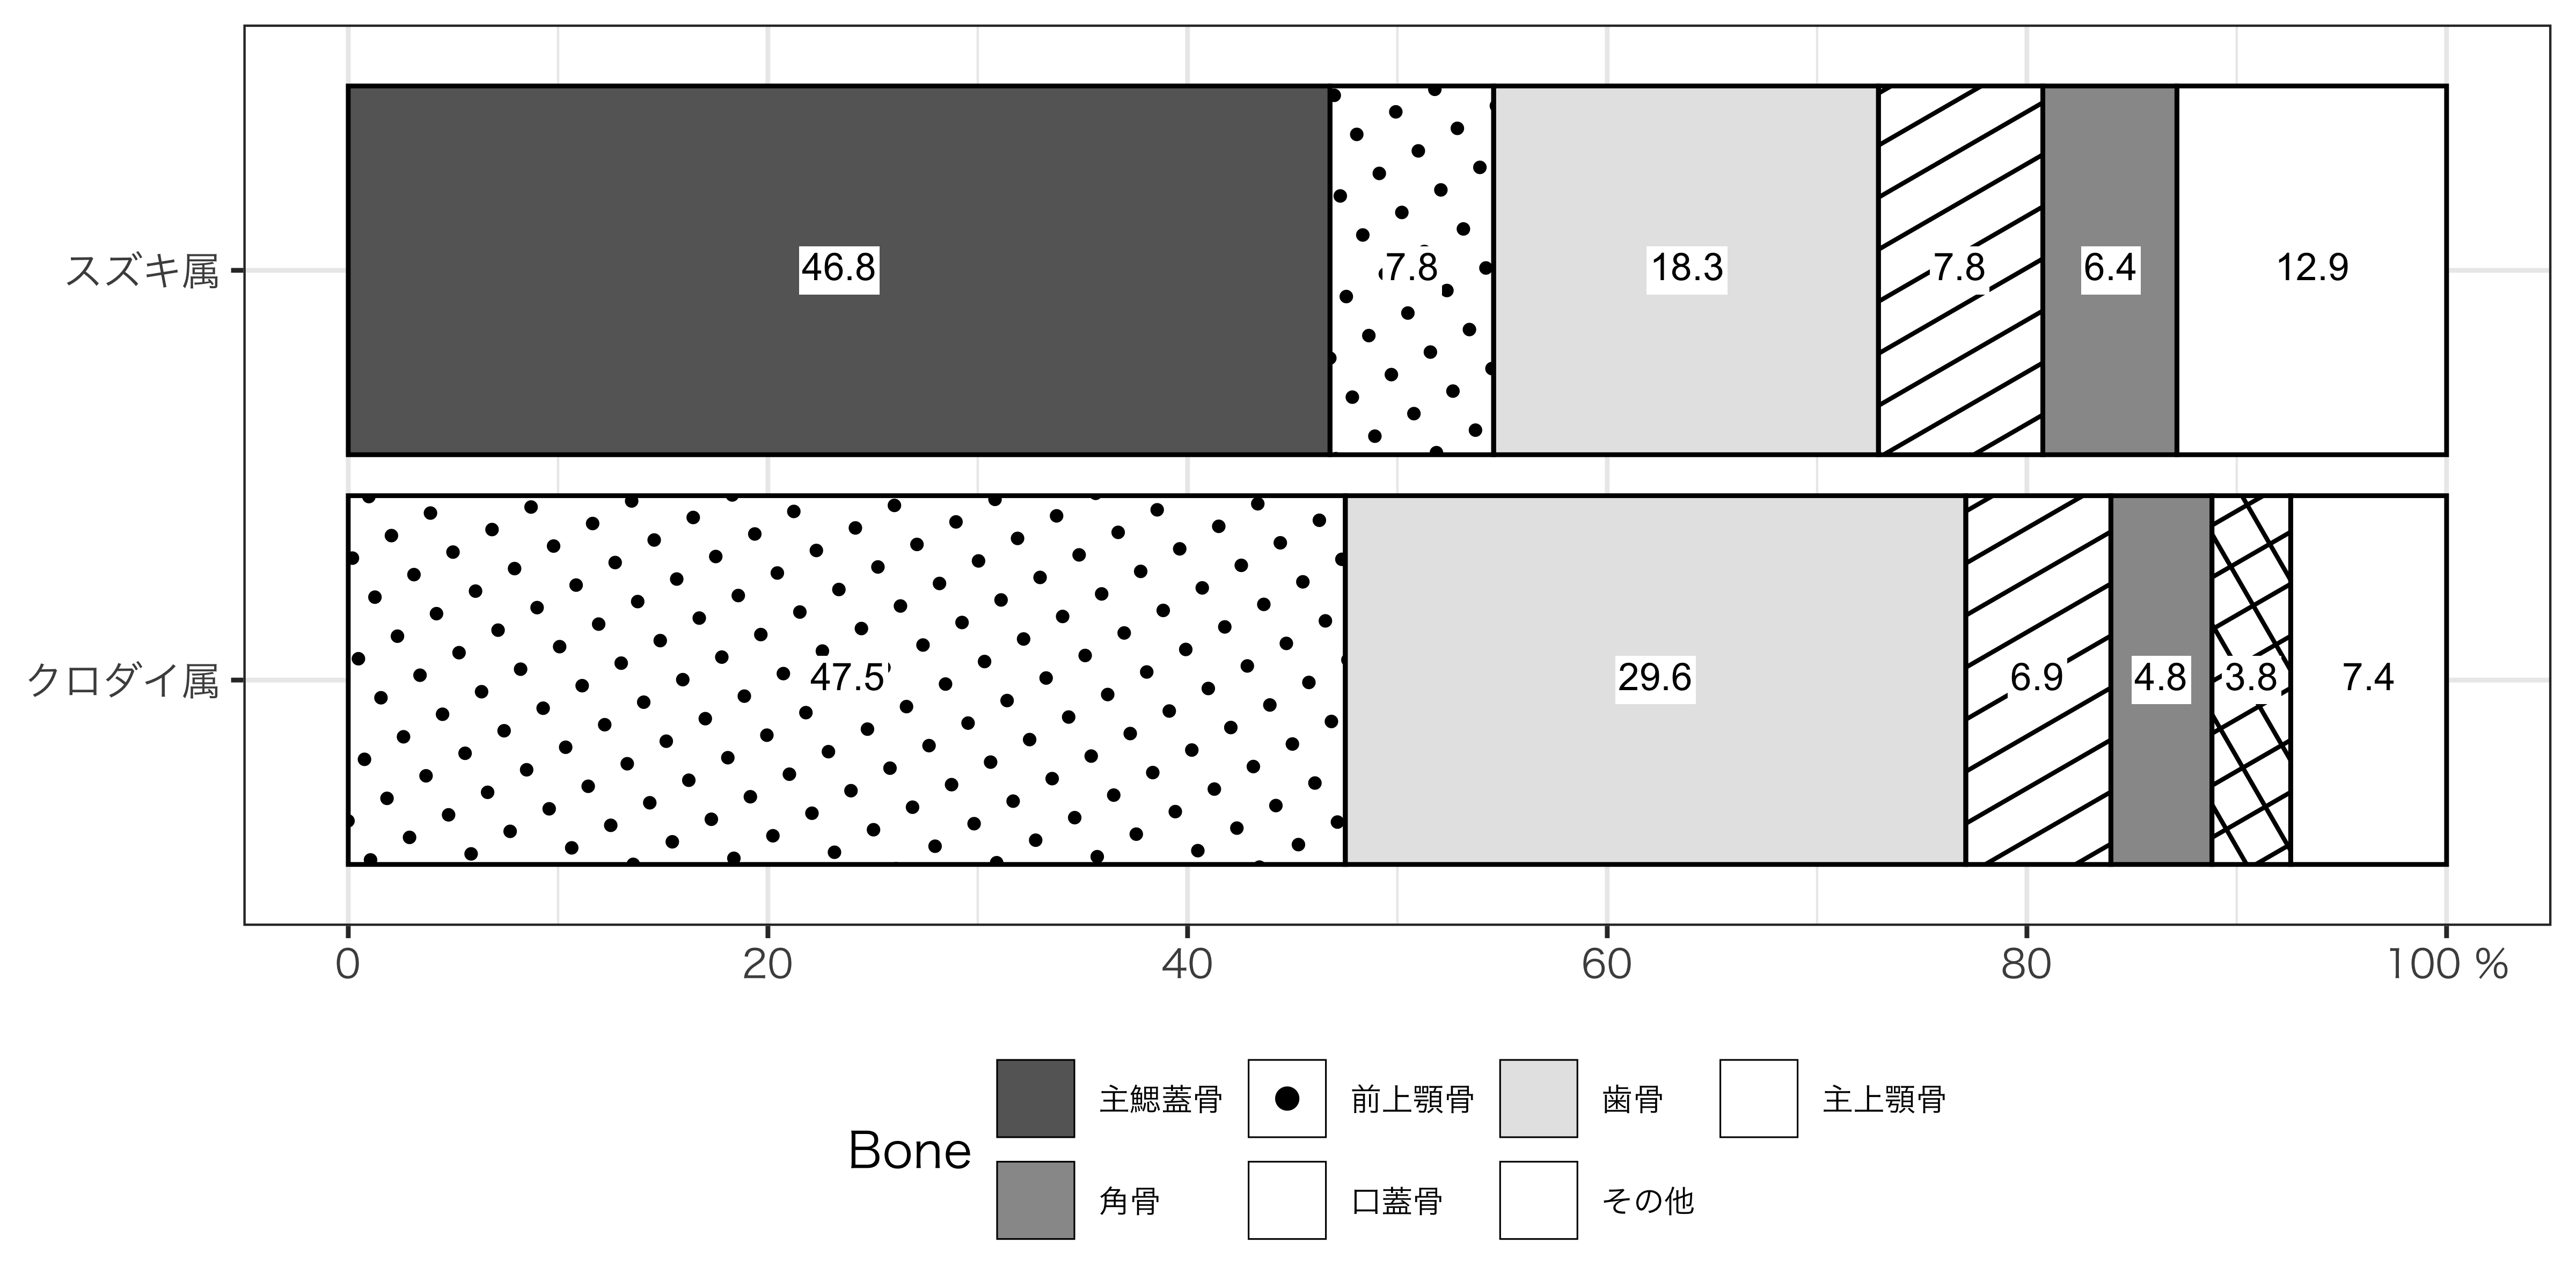 スズキ属
46.8 7.8 18.3 7.8 6.4 12.9
クロダイ属
47.5 29.6 6.9 4.8 3.8 7.4
0 20 40 60 80 100 %
Bone
主鰓蓋骨 前上顎骨 歯骨 主上顎骨
角骨 口蓋骨 その他